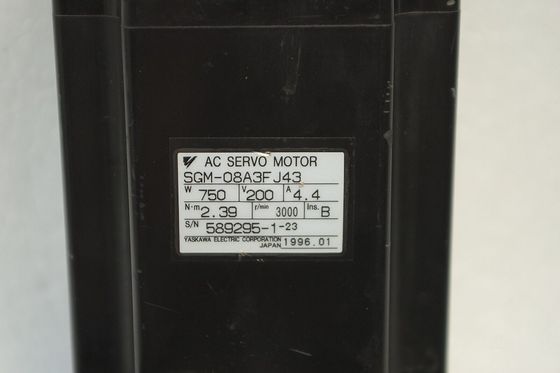 AC SERVO MOTOR
SGM-08A3FJ43
W 750 V 200 A 4.4
N·m 2.39 r/min 3000 Ins. B
S/N 589295-1-23
YASKAWA ELECTRIC CORPORATION
JAPAN 1996.01